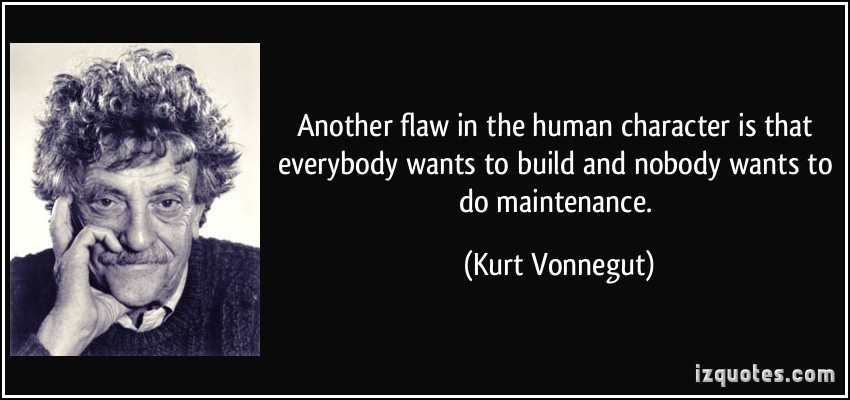 Another flaw in the human character is that
everybody wants to build and nobody wants to
do maintenance.
(Kurt Vonnegut)
izquotes.com